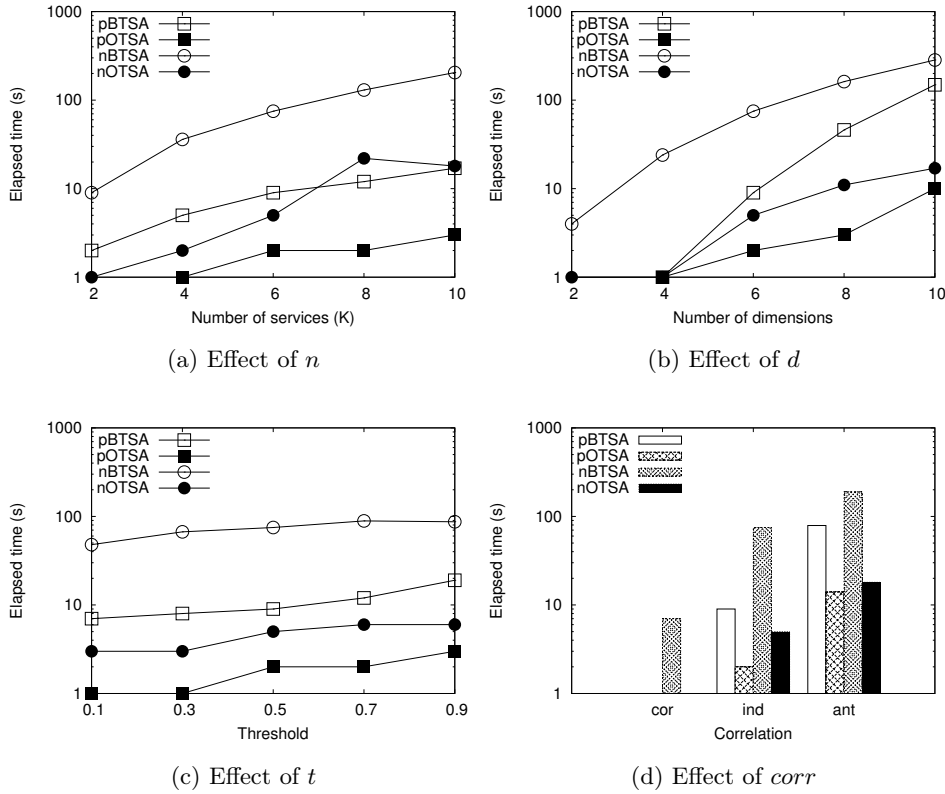 1000
100
10
1
Elapsed time (s)
pBTSA
pOTSA
nBTSA
nOTSA
2 4 6 8 10
Number of services (K)
(a) Effect of n
1000
100
10
1
Elapsed time (s)
pBTSA
pOTSA
nBTSA
nOTSA
2 4 6 8 10
Number of dimensions
(b) Effect of d
1000
100
10
1
Elapsed time (s)
pBTSA
pOTSA
nBTSA
nOTSA
0.1 0.3 0.5 0.7 0.9
Threshold
(c) Effect of t
1000
100
10
1
Elapsed time (s)
pBTSA
pOTSA
nBTSA
nOTSA
cor ind ant
Correlation
(d) Effect of corr